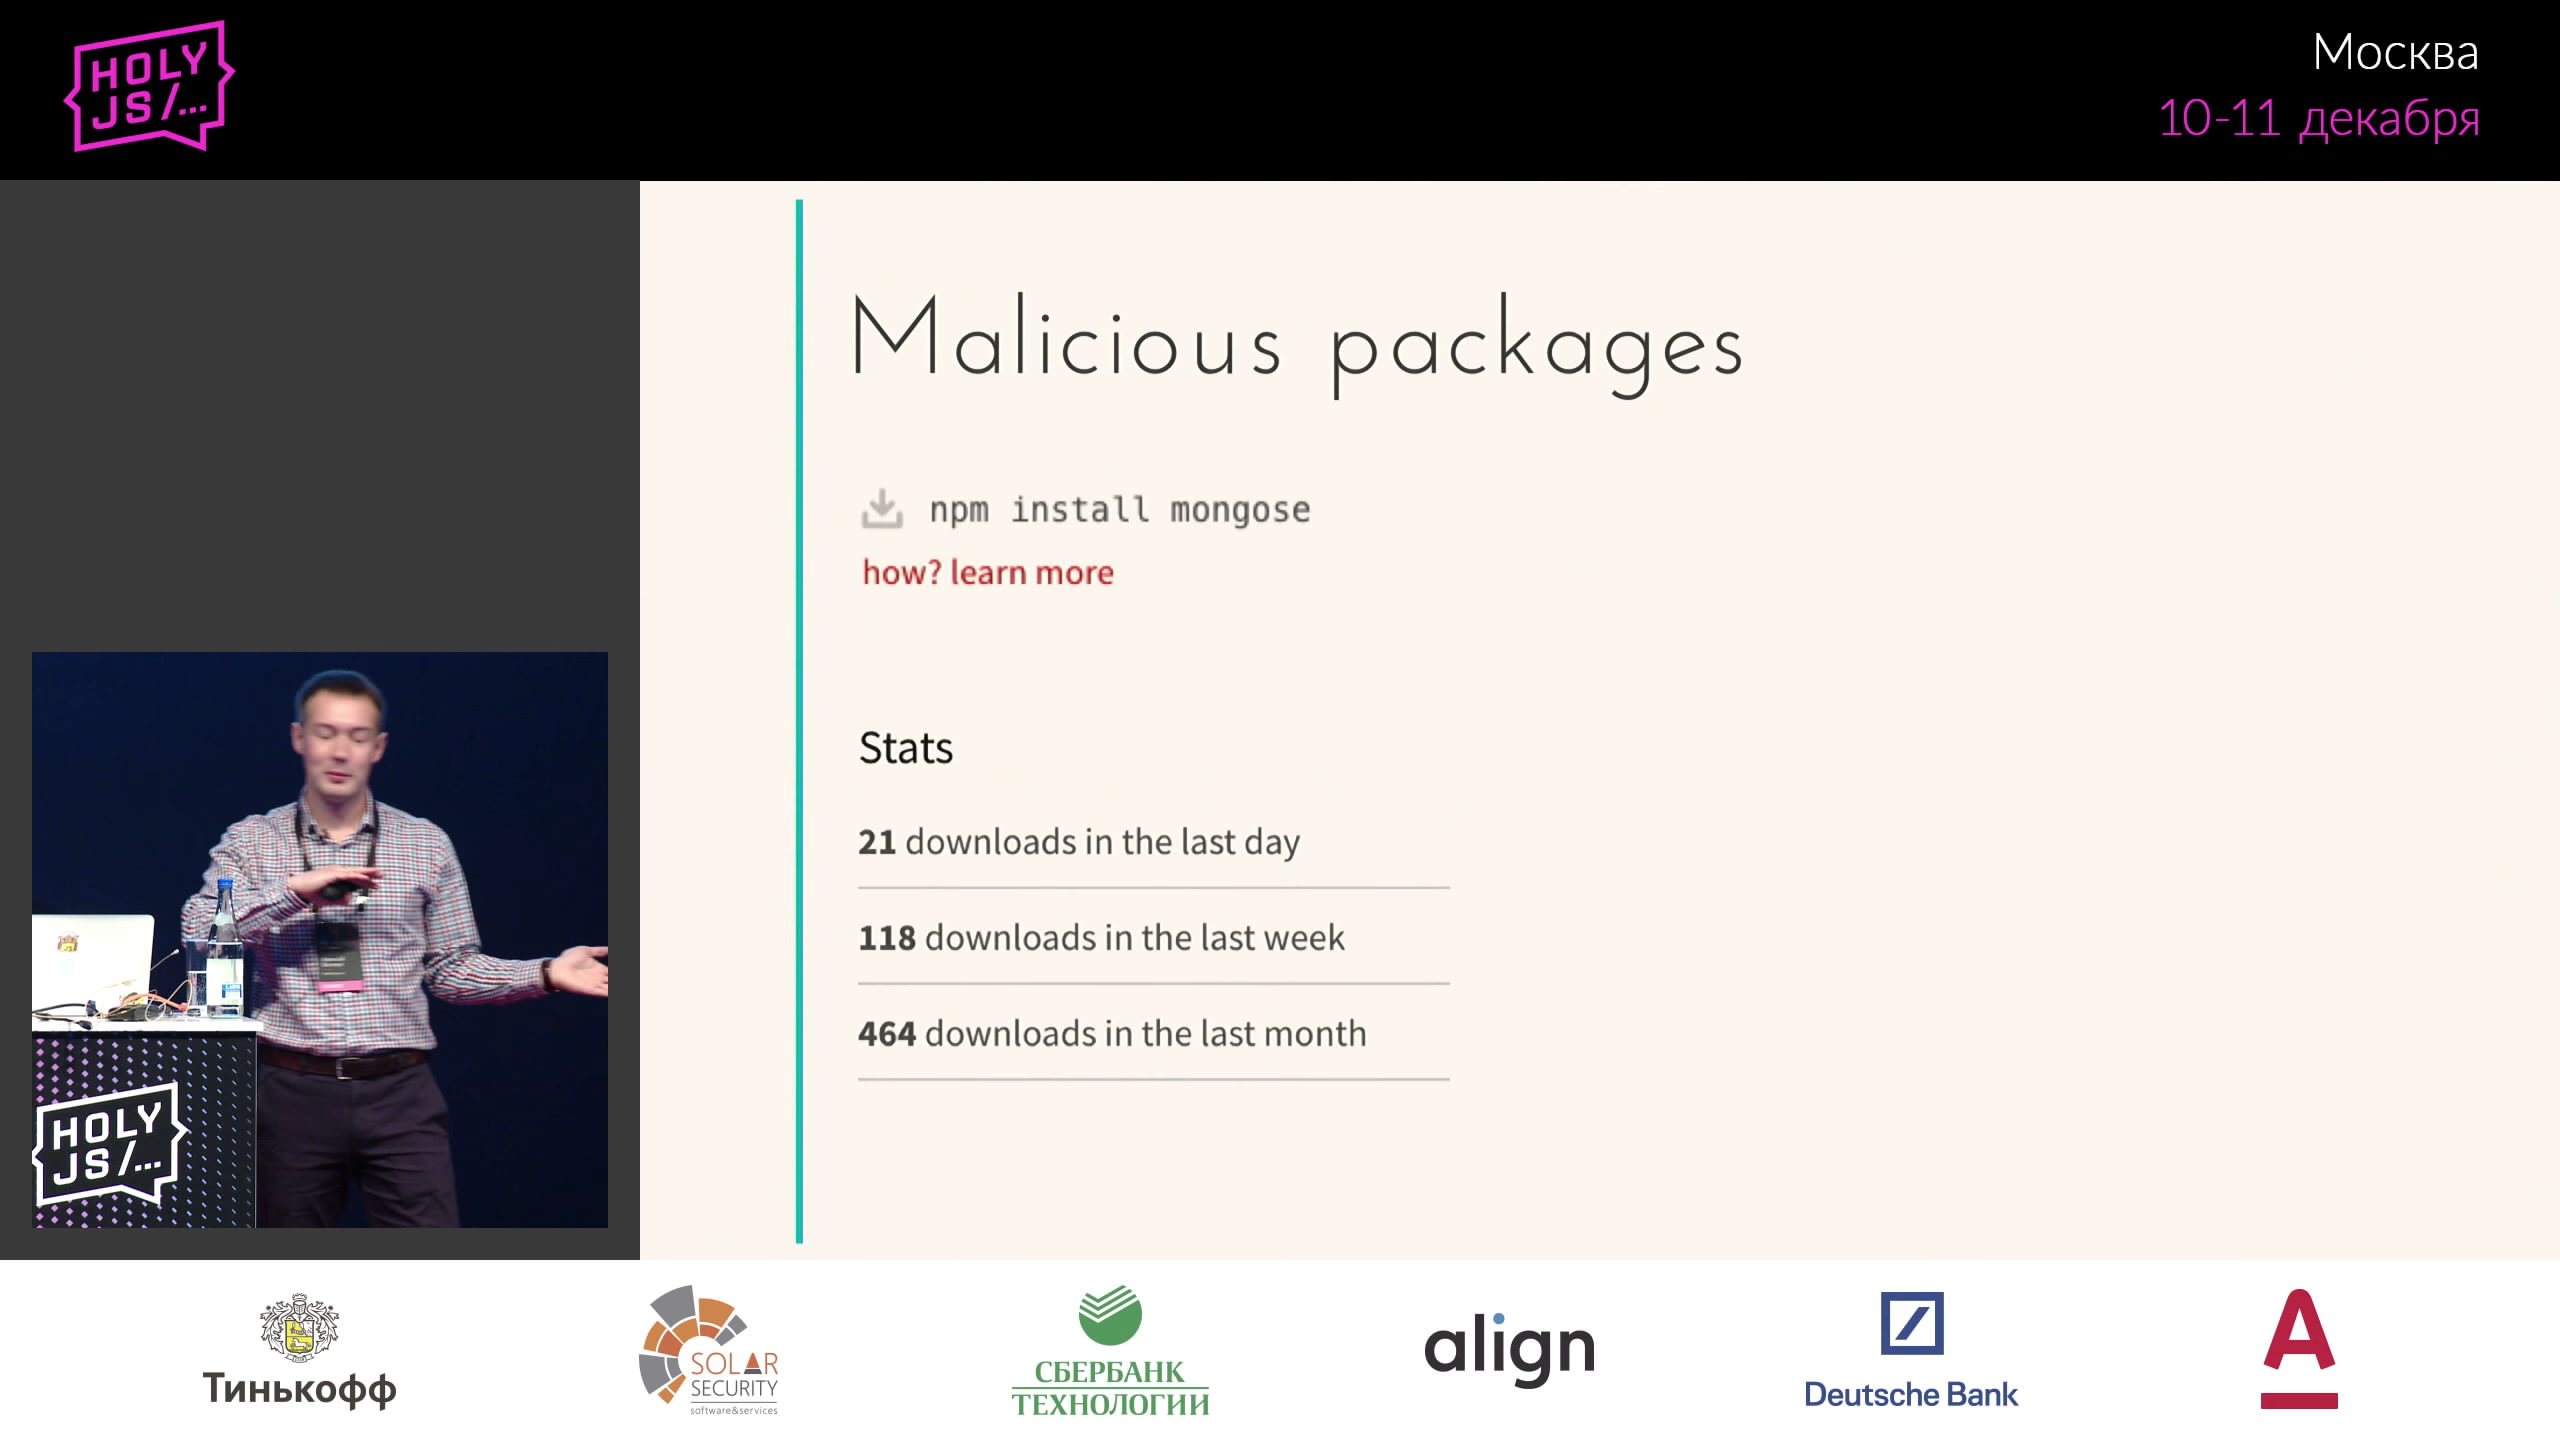 HOLY
JS/...
Москва
10-11 декабря
Malicious packages
npm install mongose
how? learn more
Stats
21 downloads in the last day
118 downloads in the last week
464 downloads in the last month
JS
HOLY
JS/...
Тинькофф
SOLAR
SECURITY
software&services
СБЕРБАНК
ТЕХНОЛОГИИ
align
Deutsche Bank
А